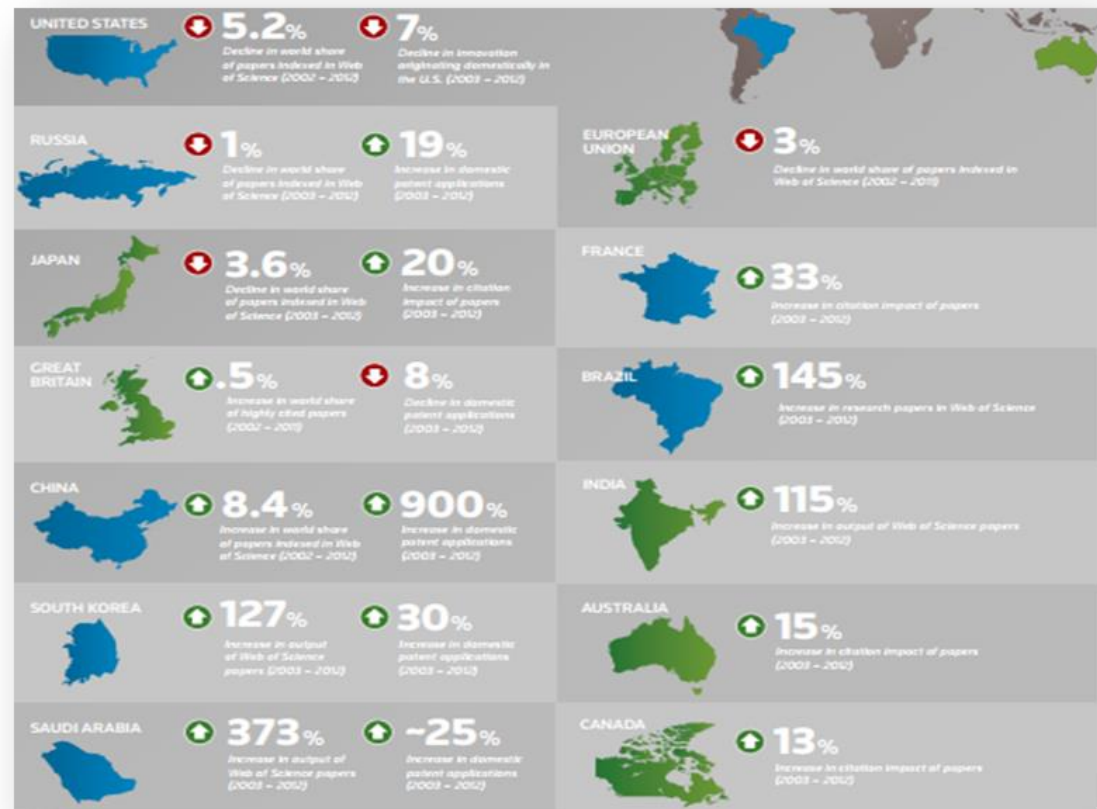 UNITED STATES
5.2%
Decline in world share
of papers indexed in Web
of Science (2002 – 2012)
7%
Decline in innovation
originating domestically in
the U.S. (2003 – 2012)
RUSSIA
1%
Decline in world share
of papers indexed in Web
of Science (2003 – 2012)
19%
Increase in domestic
patent applications
(2003 – 2012)
JAPAN
3.6%
Decline in world share
of papers indexed in Web
of Science (2003 – 2012)
20%
Increase in citation
impact of papers
(2003 – 2012)
GREAT
BRITAIN
.5%
Increase in world share
of highly cited papers
(2002 – 2011)
8%
Decline in domestic
patent applications
(2003 – 2012)
CHINA
8.4%
Increase in world share
of papers indexed in Web
of Science (2002 – 2012)
900%
Increase in domestic
patent applications
(2003 – 2012)
SOUTH KOREA
127%
Increase in output
of Web of Science
papers (2003 – 2012)
30%
Increase in domestic
patent applications
(2003 – 2012)
SAUDI ARABIA
373%
Increase in output of
Web of Science papers
(2003 – 2012)
~25%
Increase in domestic
patent applications
(2003 – 2012)
EUROPEAN
UNION
3%
Decline in world share of papers indexed in
Web of Science (2002 – 2011)
FRANCE
33%
Increase in citation impact of papers
(2003 – 2012)
BRAZIL
145%
Increase in research papers in Web of Science
(2003 – 2012)
INDIA
115%
Increase in output of Web of Science papers
(2003 – 2012)
AUSTRALIA
15%
Increase in citation impact of papers
(2003 – 2012)
CANADA
13%
Increase in citation impact of papers
(2003 – 2012)